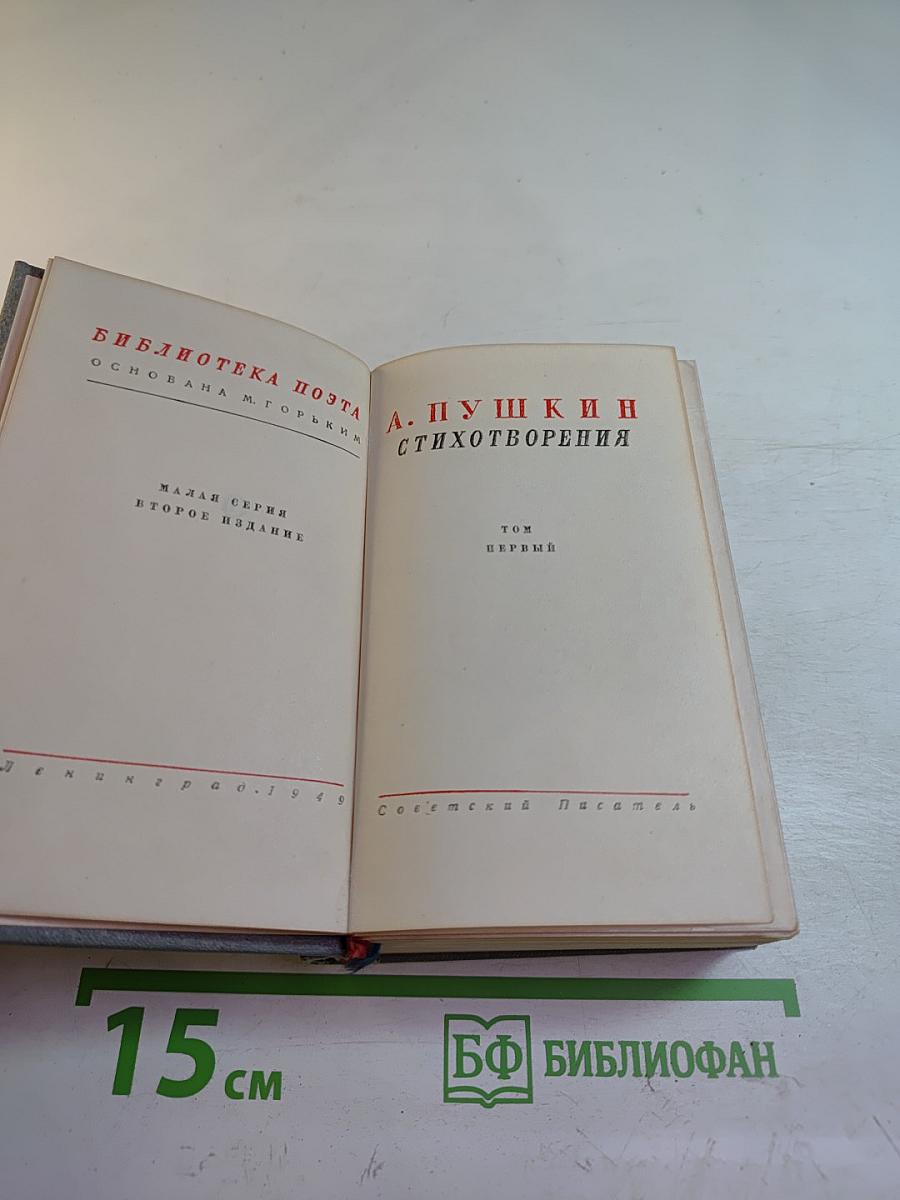 БИБЛИОТЕКА ПОЭТА
ОСНОВАНА М. ГОРЬКИМ
МАЛАЯ СЕРИЯ
ВТОРОЕ ИЗДАНИЕ
Ленинград. 1949
А. ПУШКИН
СТИХОТВОРЕНИЯ
ТОМ
ПЕРВЫЙ
Советский Писатель
15 см
БФ БИБЛИОФАН